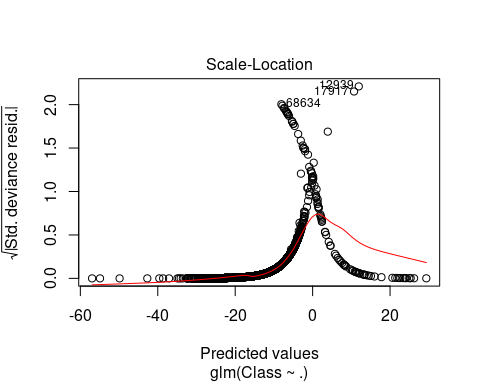 Scale-Location
√|Std. deviance resid.|
2.0
1.5
1.0
0.5
0.0
12939
17917
68634
-60 -40 -20 0 20
Predicted values
glm(Class ~ .)